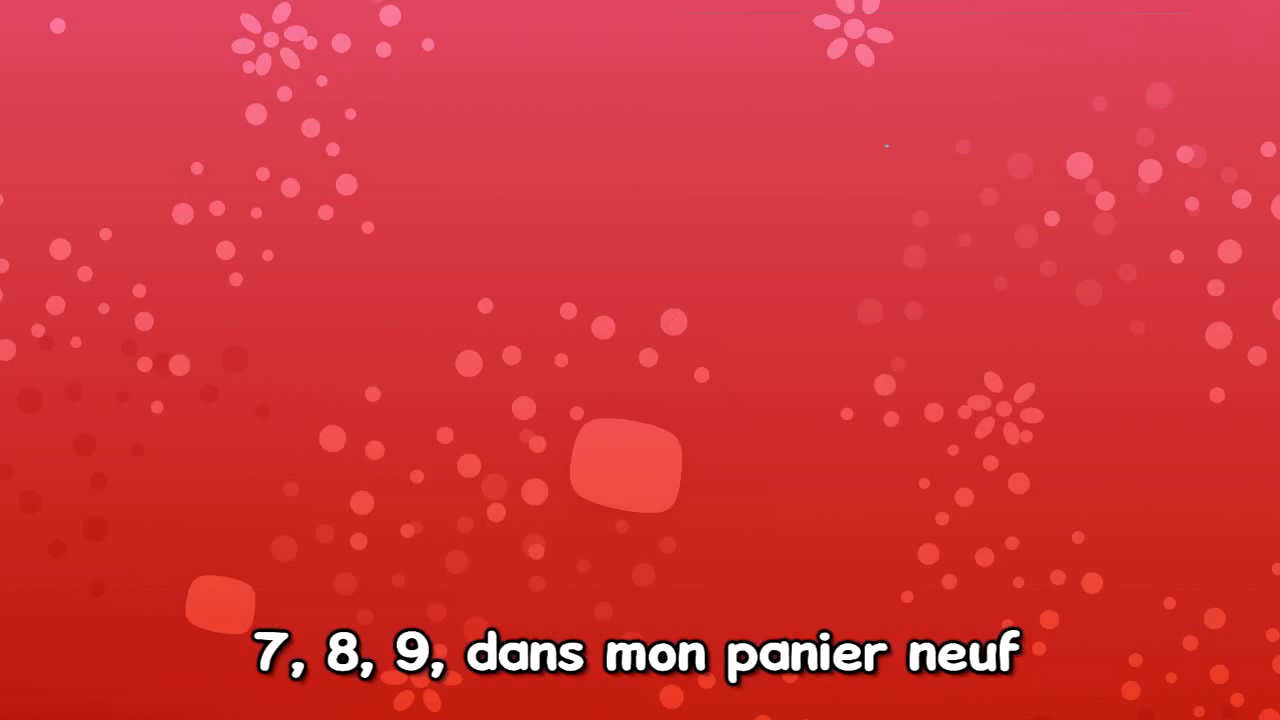 7, 8, 9, dans mon panier neuf